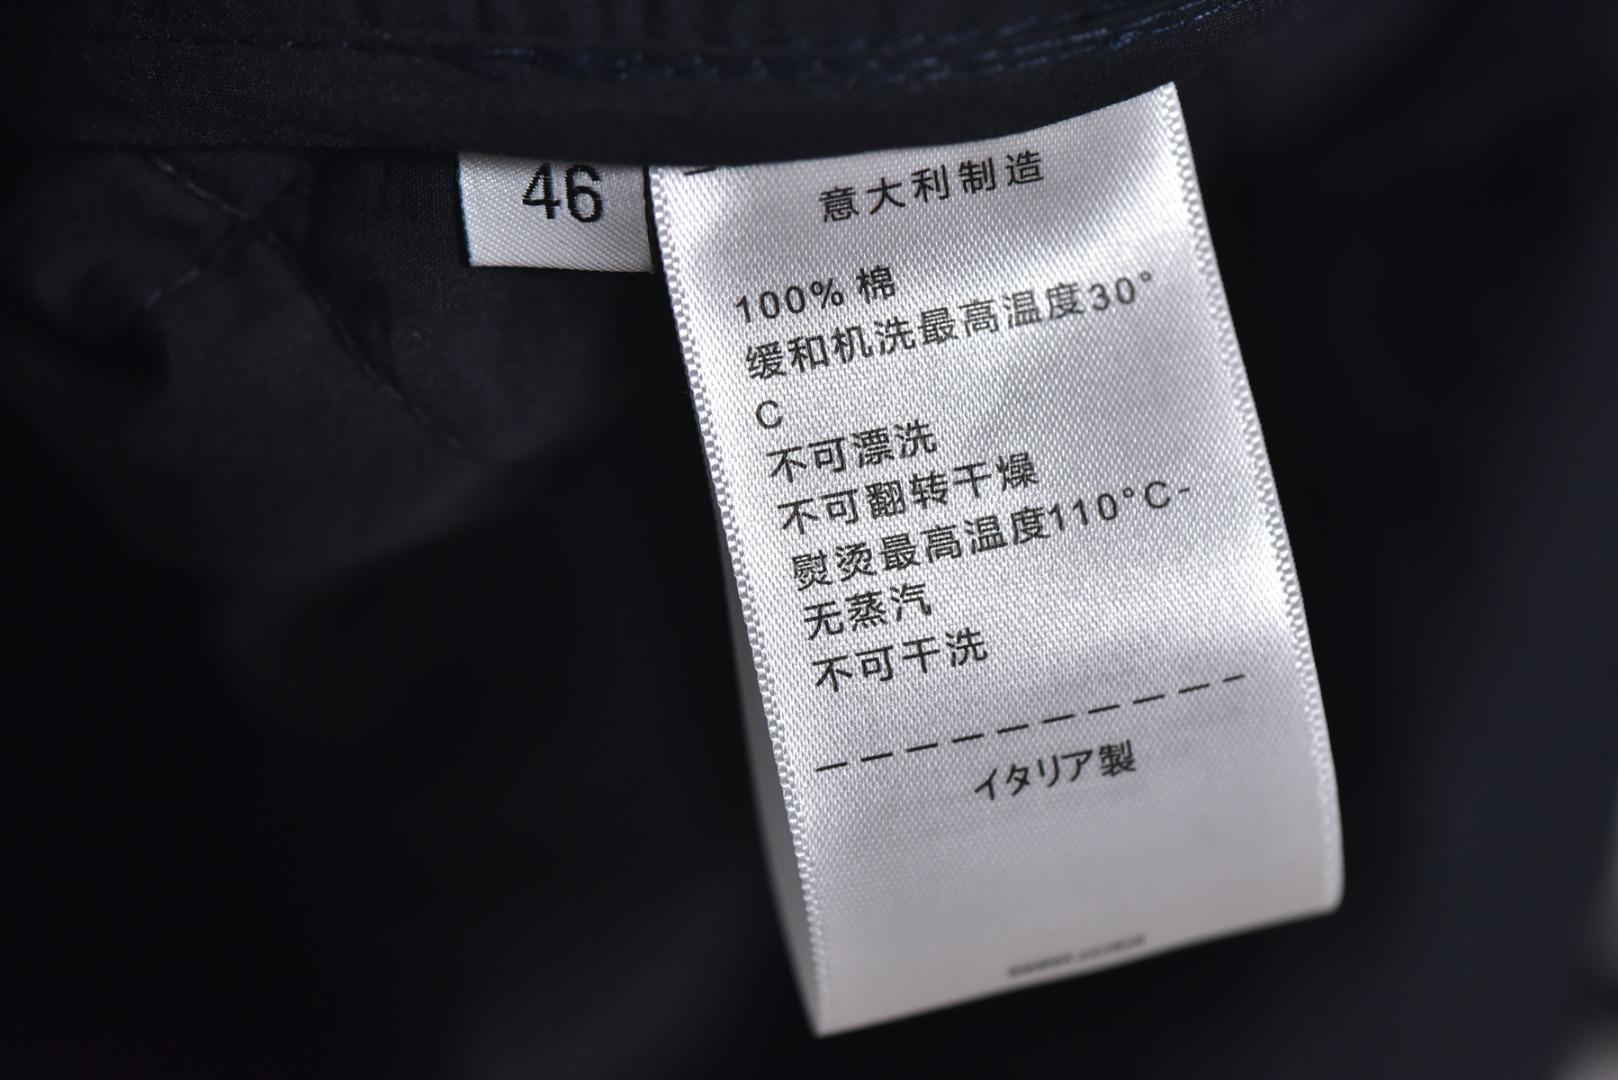 46
意大利制造
100% 棉
缓和机洗最高温度30°
C
不可漂洗
不可翻转干燥
熨烫最高温度110°C-
无蒸汽
不可干洗
イタリア製